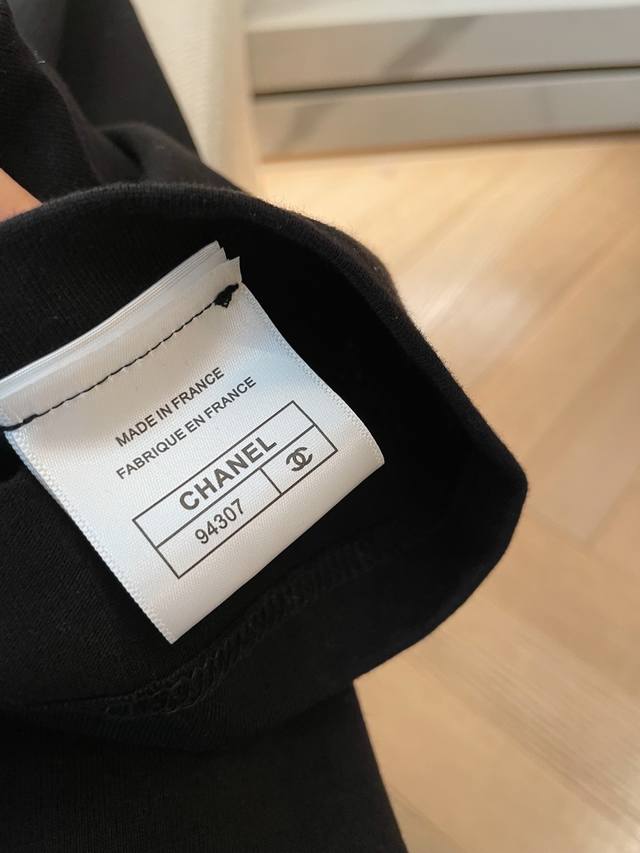 MADE IN FRANCE
FABRIQUE EN FRANCE
CHANEL
94307